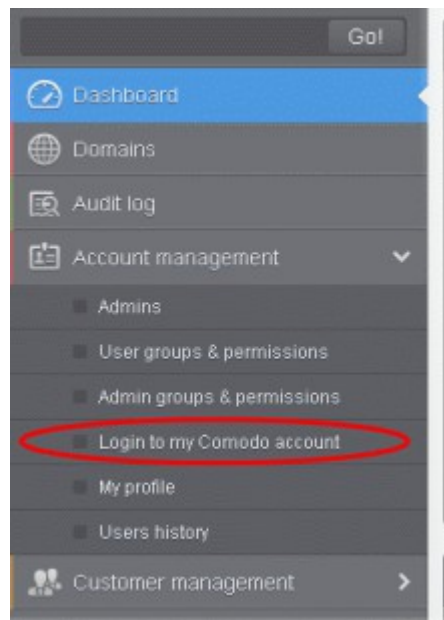 Go!
Dashboard
Domains
Audit log
Account management
Admins
User groups & permissions
Admin groups & permissions
Login to my Comodo account
My profile
Users history
Customer management